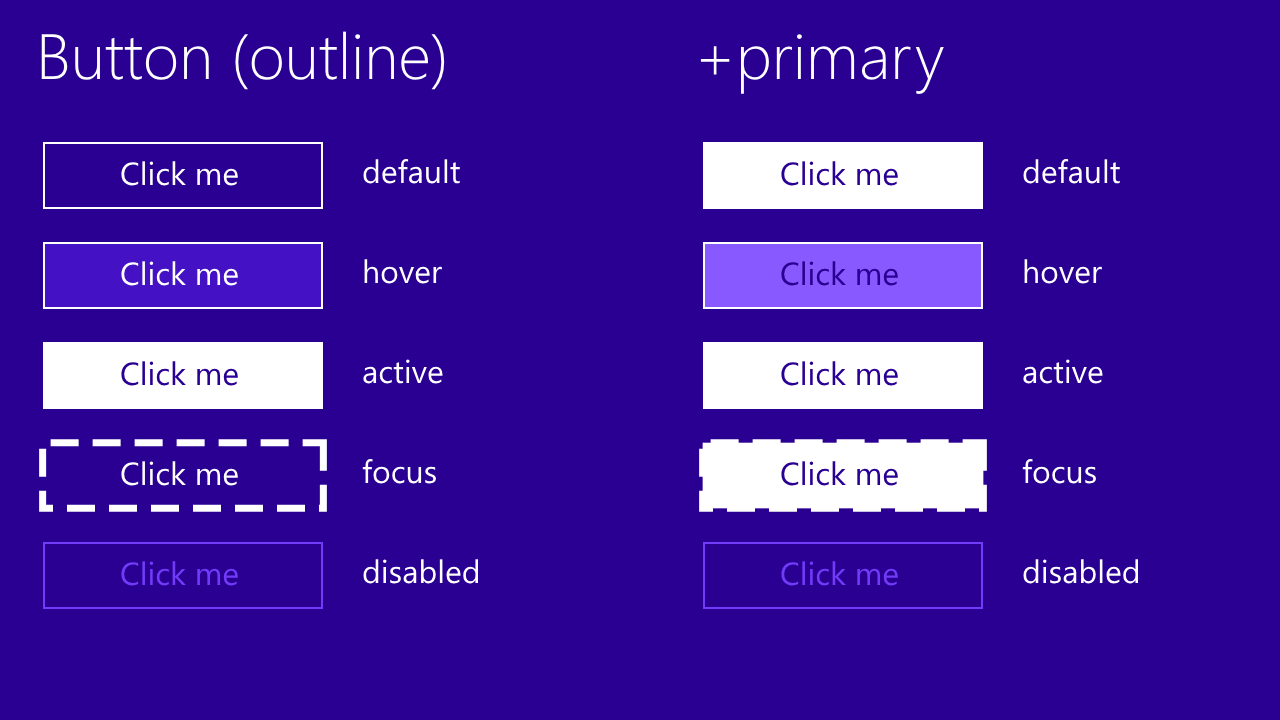 Button (outline)
Click me default
Click me hover
Click me active
Click me focus
Click me disabled
+primary
Click me default
Click me hover
Click me active
Click me focus
Click me disabled